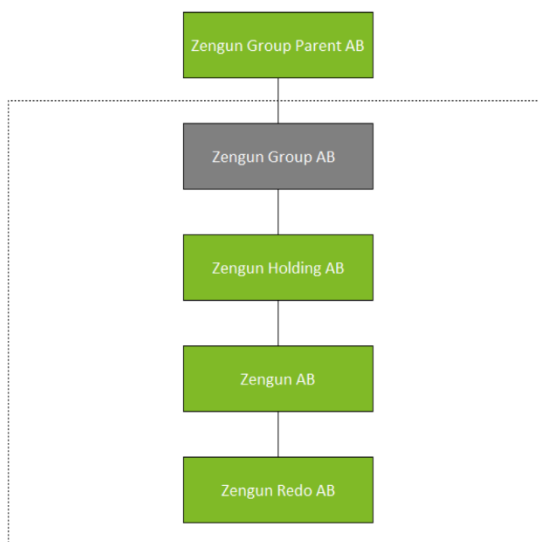 Zengun Group Parent AB
Zengun Group AB
Zengun Holding AB
Zengun AB
Zengun Redo AB